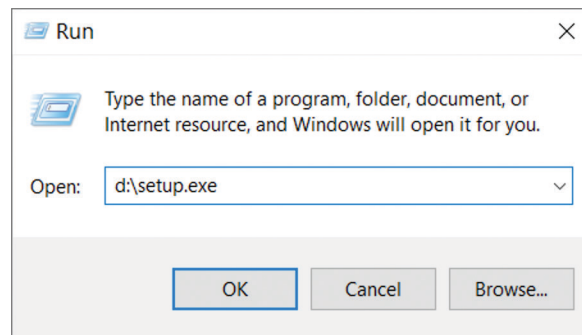 Run
Type the name of a program, folder, document, or
Internet resource, and Windows will open it for you.
Open:
d:\setup.exe
OK
Cancel
Browse...